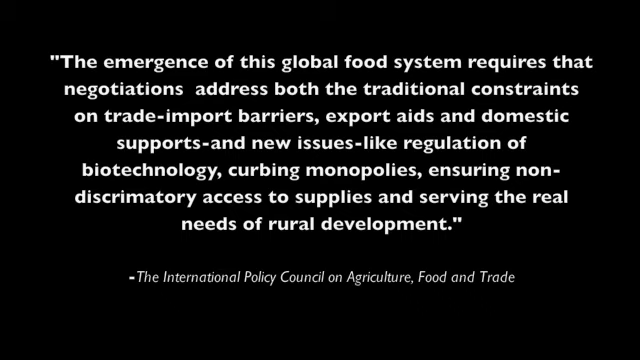 "The emergence of this global food system requires that
negotiations address both the traditional constraints
on trade-import barriers, export aids and domestic
supports-and new issues-like regulation of
biotechnology, curbing monopolies, ensuring non-
discrimatory access to supplies and serving the real
needs of rural development."
-The International Policy Council on Agriculture, Food and Trade